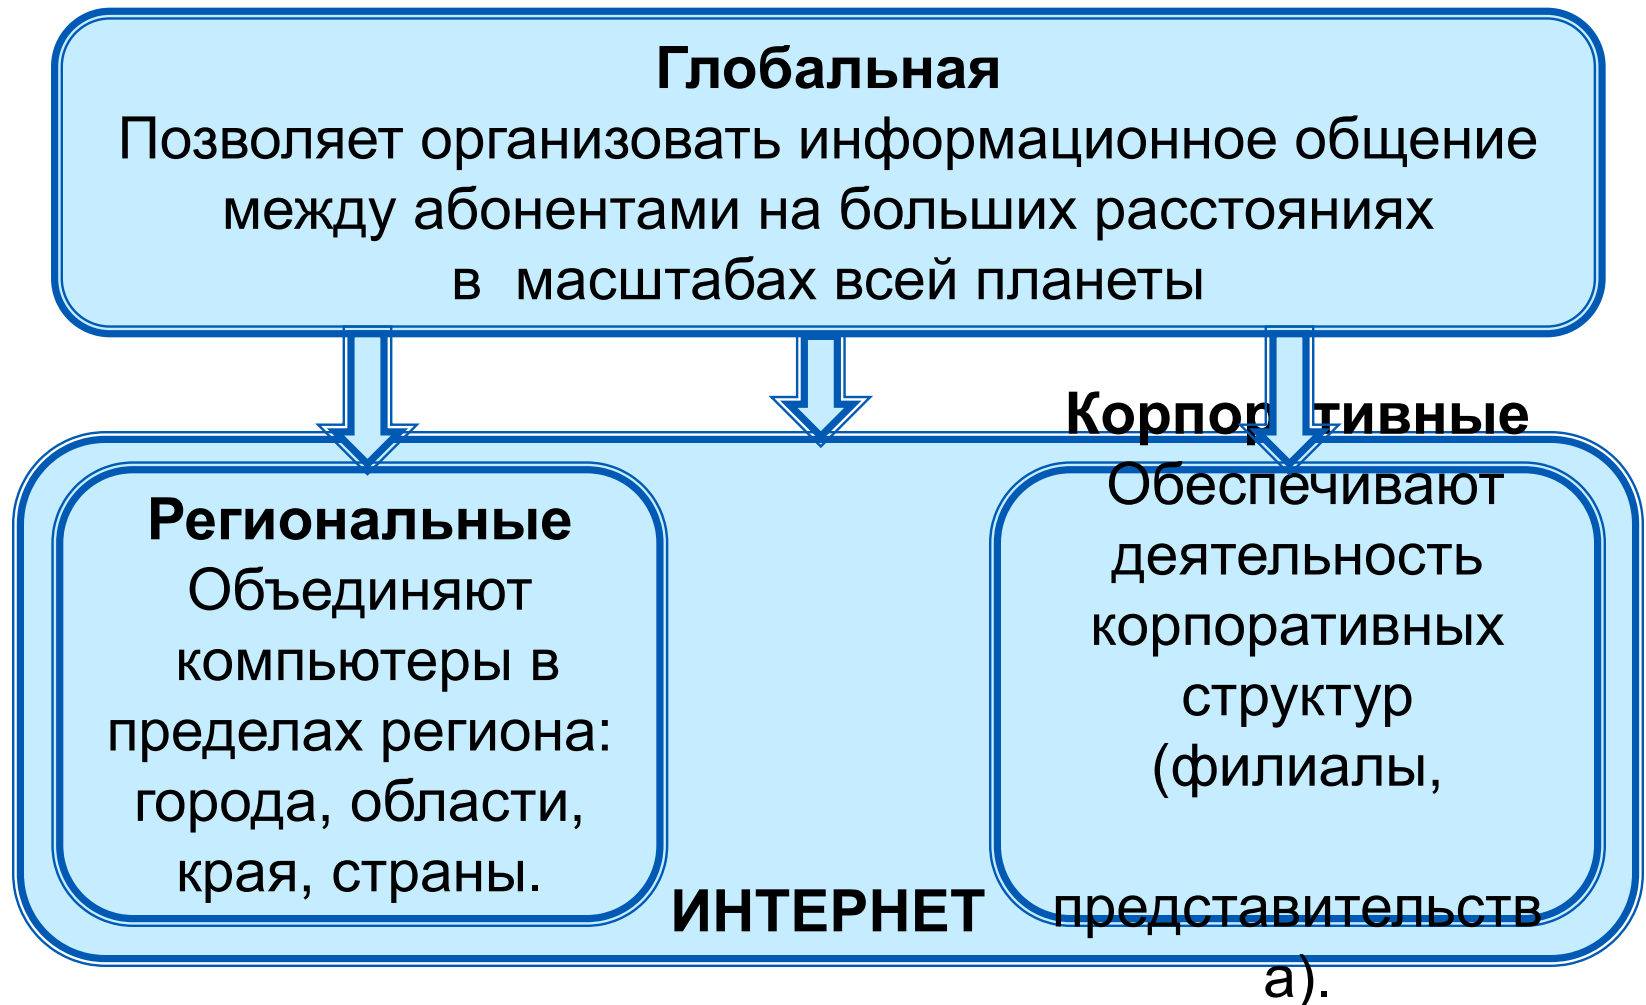 Глобальная
Позволяет организовать информационное общение
между абонентами на больших расстояниях
в масштабах всей планеты
Региональные
Объединяют
компьютеры в
пределах региона:
города, области,
края, страны.
ИНТЕРНЕТ
Корпоративные
Обеспечивают
деятельность
корпоративных
структур
(филиалы,
представительств
а).